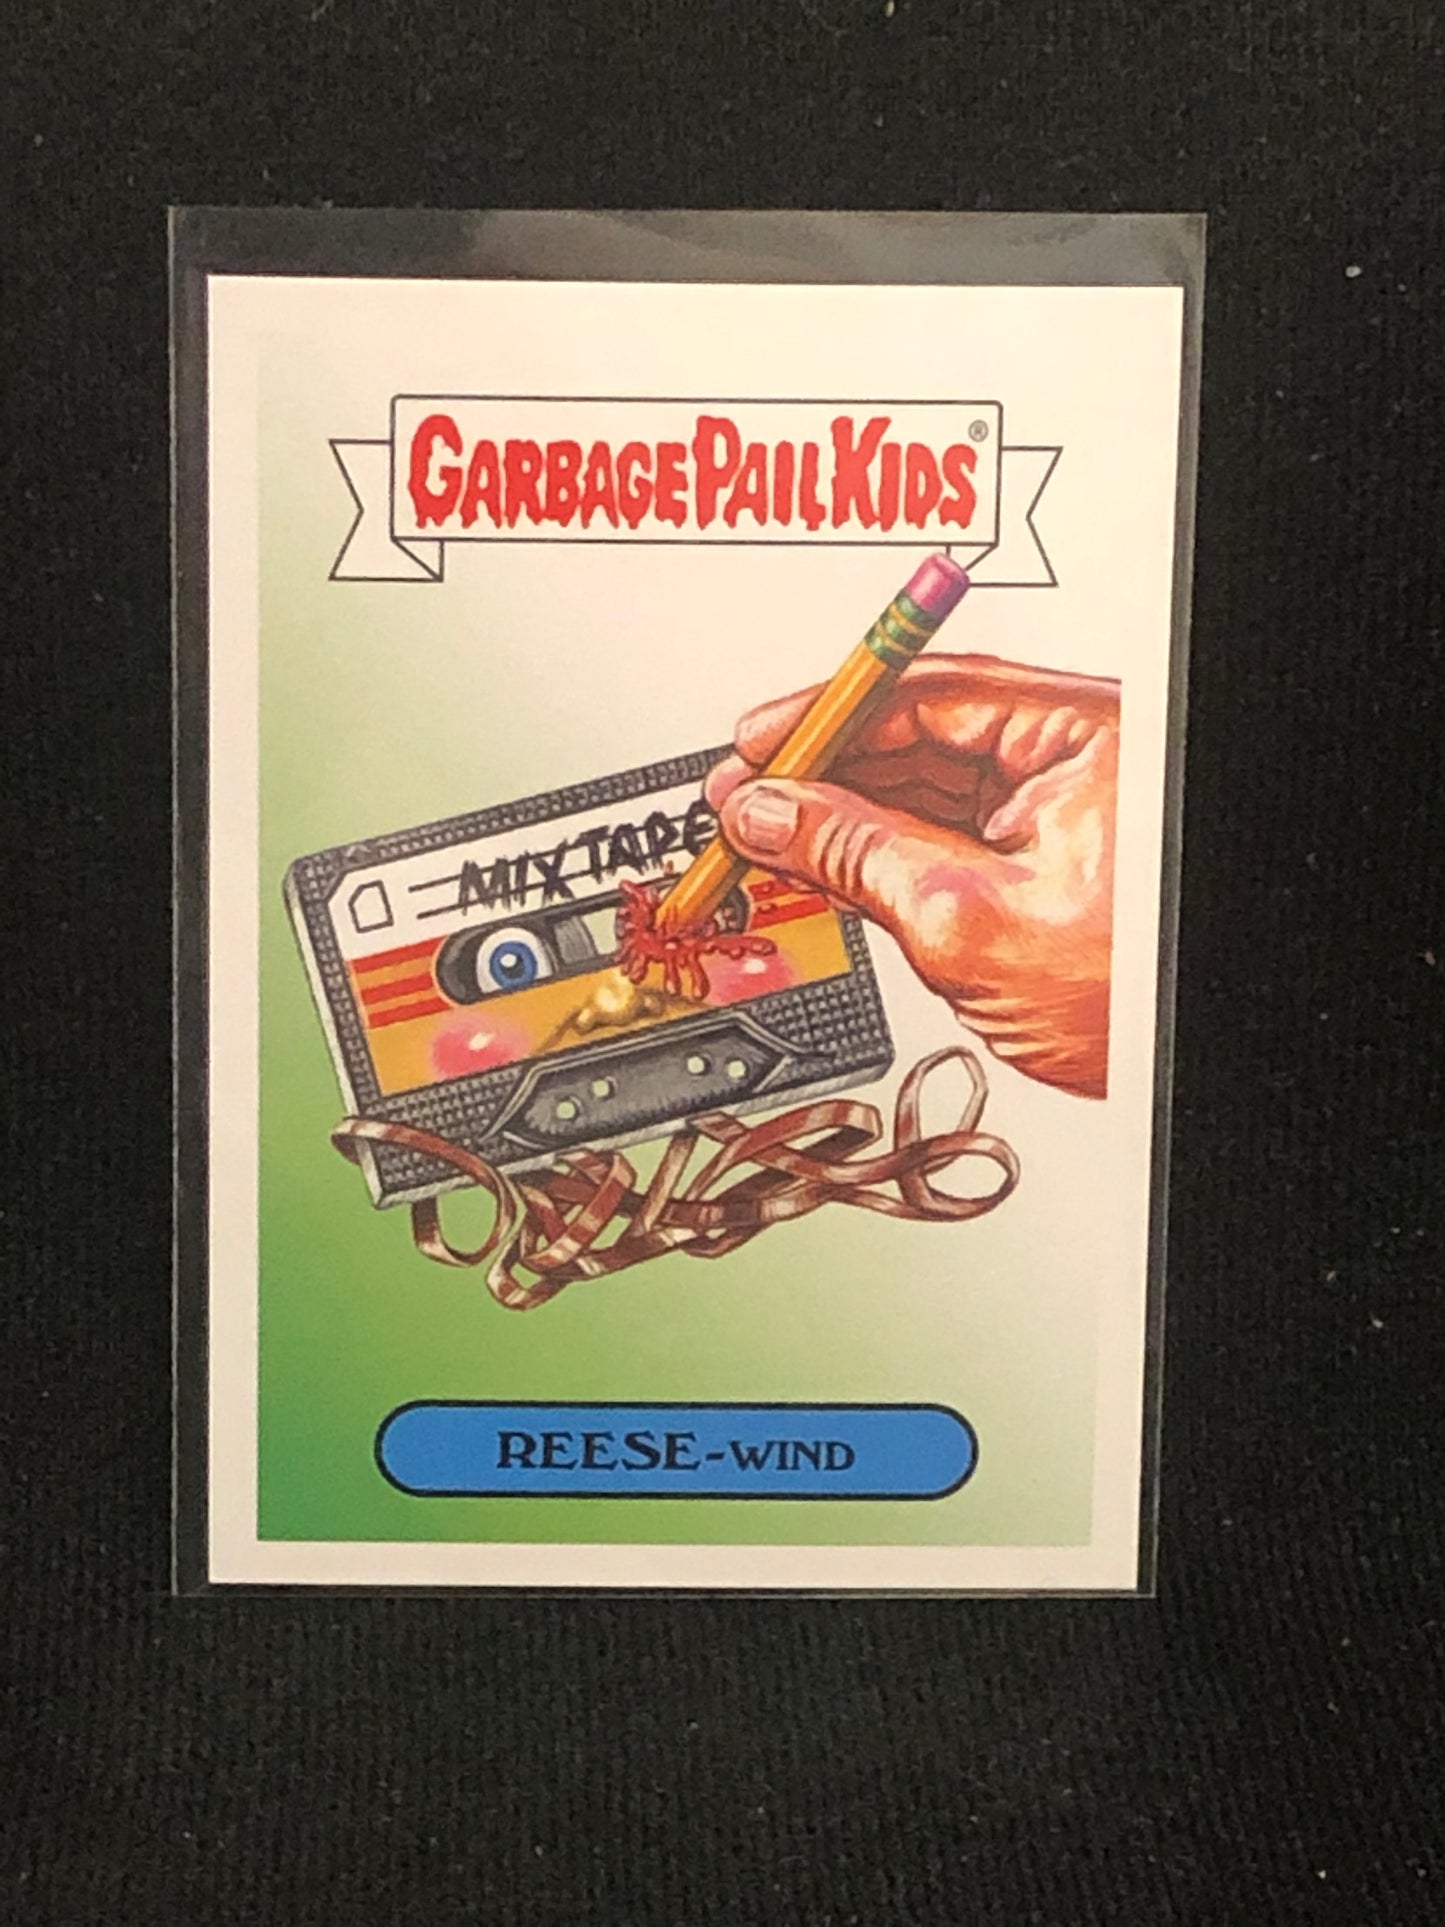 GARBAGE PAIL KIDS®
MIX TAPE
REESE-WIND